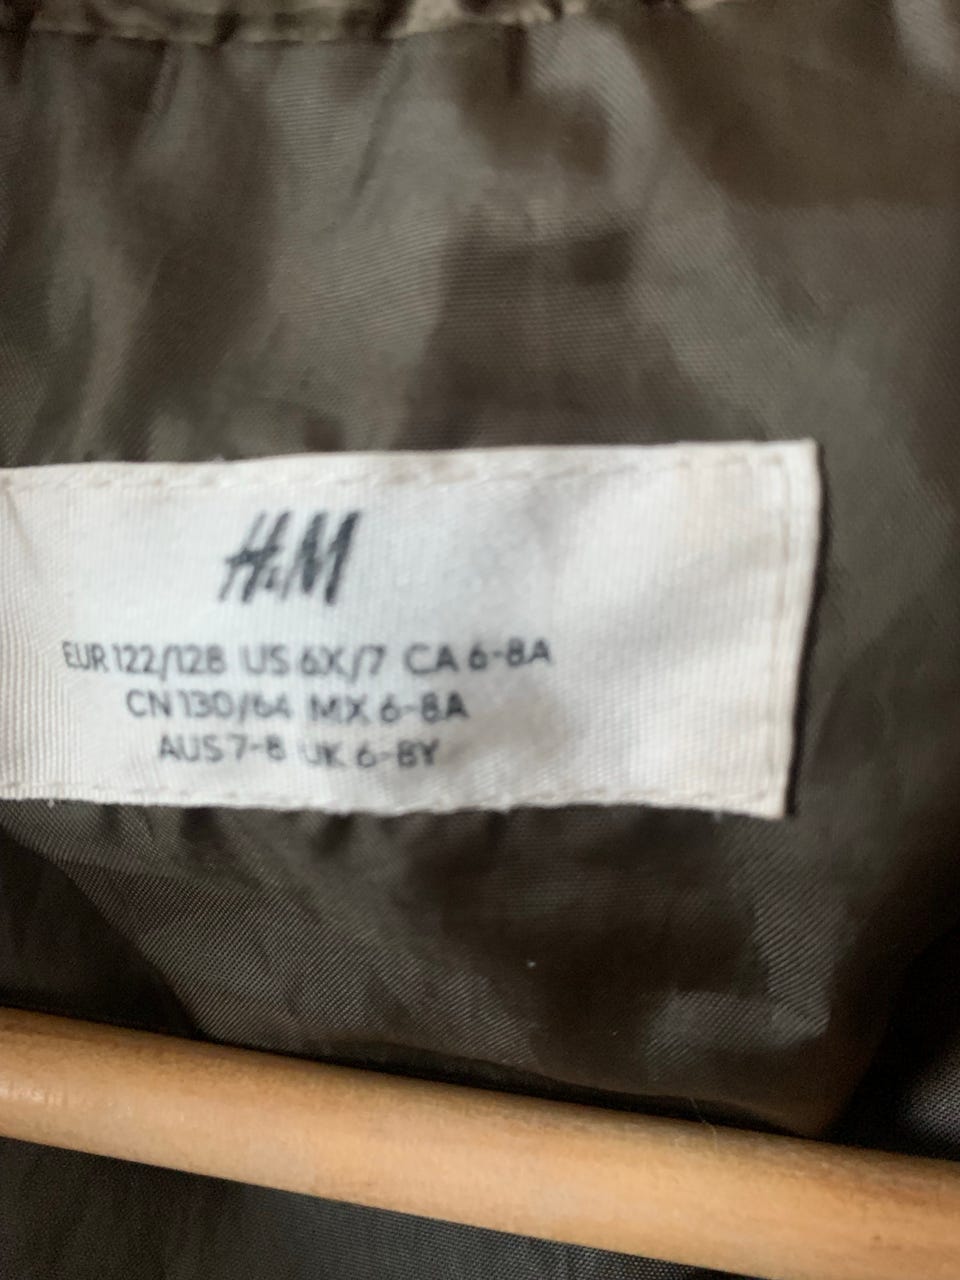 H&M
EUR 122/128 US 6X/7 CA 6-8A
CN 130/64 MX 6-8A
AUS 7-8 UK 6-8Y